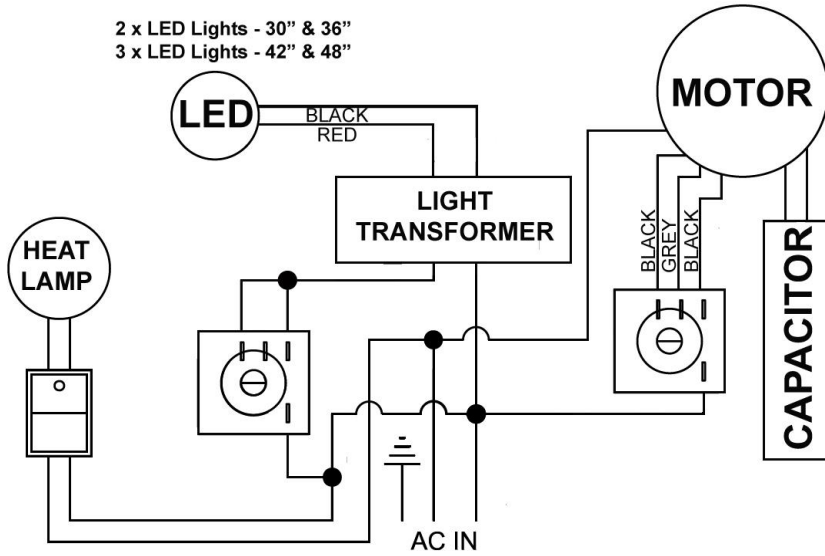 2 x LED Lights - 30” & 36”
3 x LED Lights - 42” & 48”
LED
BLACK
RED
MOTOR
LIGHT
TRANSFORMER
BLACK
GREY
BLACK
HEAT
LAMP
CAPACITOR
AC IN